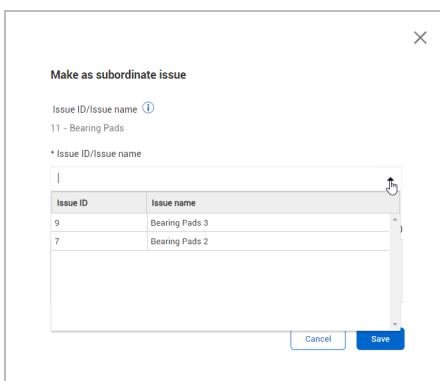 Make as subordinate issue
Issue ID/Issue name i
11 - Bearing Pads
* Issue ID/Issue name
Issue ID Issue name
9 Bearing Pads 3
7 Bearing Pads 2
Cancel Save